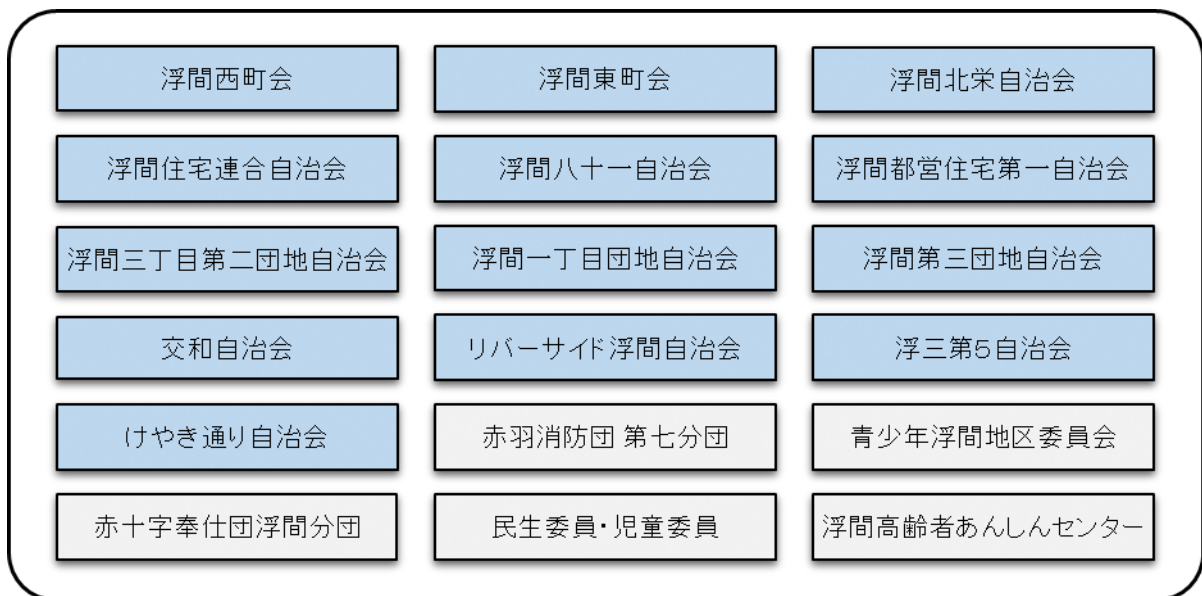 浮間西町会
浮間東町会
浮間北栄自治会
浮間住宅連合自治会
浮間八十一自治会
浮間都営住宅第一自治会
浮間三丁目第二団地自治会
浮間一丁目団地自治会
浮間第三団地自治会
交和自治会
リバーサイド浮間自治会
浮三第5自治会
けやき通り自治会
赤羽消防団 第七分団
青少年浮間地区委員会
赤十字奉仕団浮間分団
民生委員・児童委員
浮間高齢者あんしんセンター